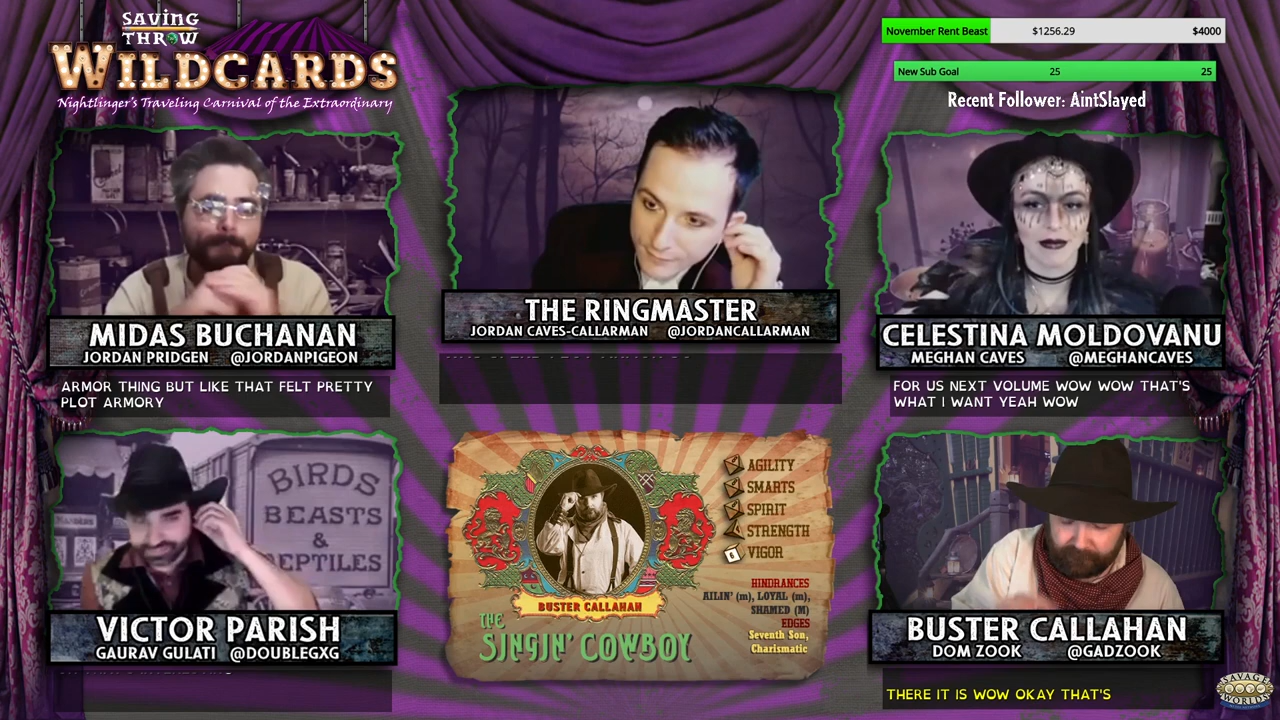 SAVING
THROW
WILDCARDS
Nightlinger's Traveling Carnival of the Extraordinary
November Rent Beast $1256.29 $4000
New Sub Goal 25 25
Recent Follower: AintSlayed
MIDAS BUCHANAN
JORDAN PRIDGEN @JORDANPIGEON
ARMOR THING BUT LIKE THAT FELT PRETTY
PLOT ARMORY
THE RINGMASTER
JORDAN CAVES-CALLARMAN @JORDANCALLARMAN
CELESTINA MOLDOVANU
MEGHAN CAVES @MEGHANCAVES
FOR US NEXT VOLUME WOW WOW THAT'S
WHAT I WANT YEAH WOW
BIRDS
BEASTS
&
REPTILES
VICTOR PARISH
GAURAV GULATI @DOUBLEGXG
BUSTER CALLAHAN
THE
SINGIN' COWBOY
AGILITY
SMARTS
SPIRIT
STRENGTH
6 VIGOR
HINDRANCES
AILIN' (m), LOYAL (m),
SHAMED (M)
EDGES
Seventh Son,
Charismatic
BUSTER CALLAHAN
DOM ZOOK @GADZOOK
THERE IT IS WOW OKAY THAT'S
SAVAGE
WORLDS